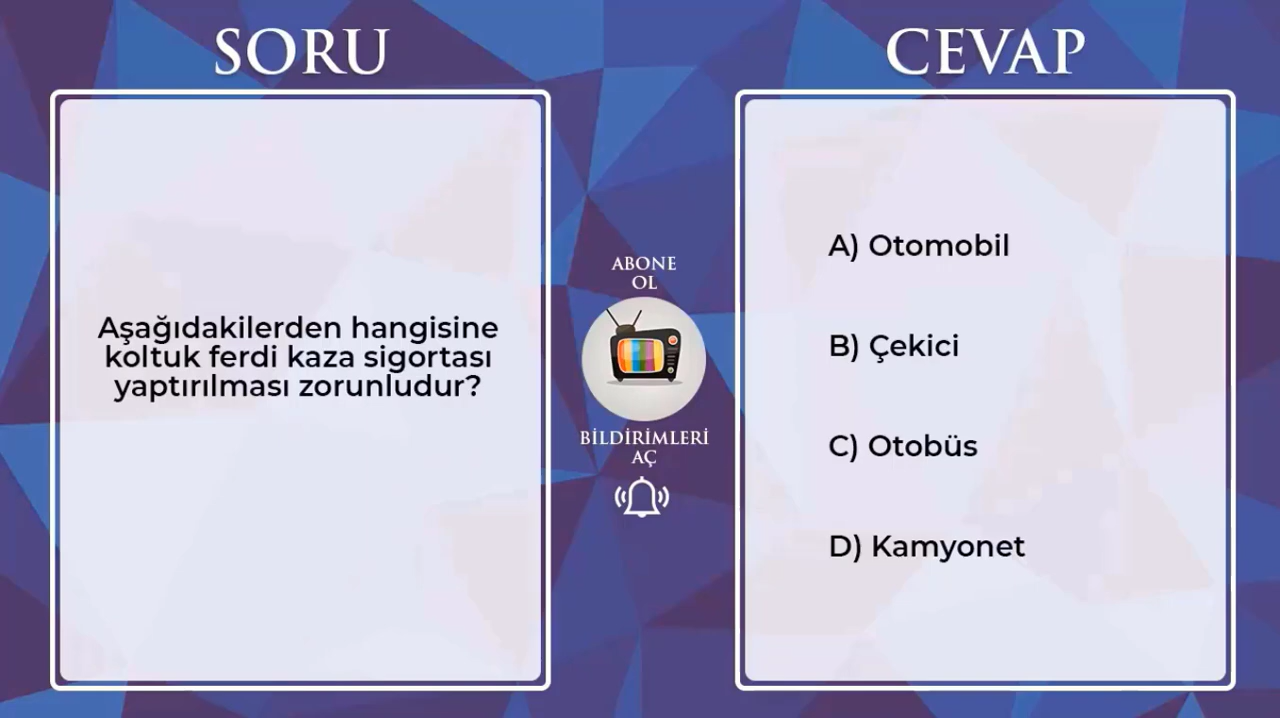 SORU
CEVAP
Aşağıdakilerden hangisine
koltuk ferdi kaza sigortası
yaptırılması zorunludur?
ABONE
OL
BİLDİRİMLERİ
AÇ
A) Otomobil
B) Çekici
C) Otobüs
D) Kamyonet